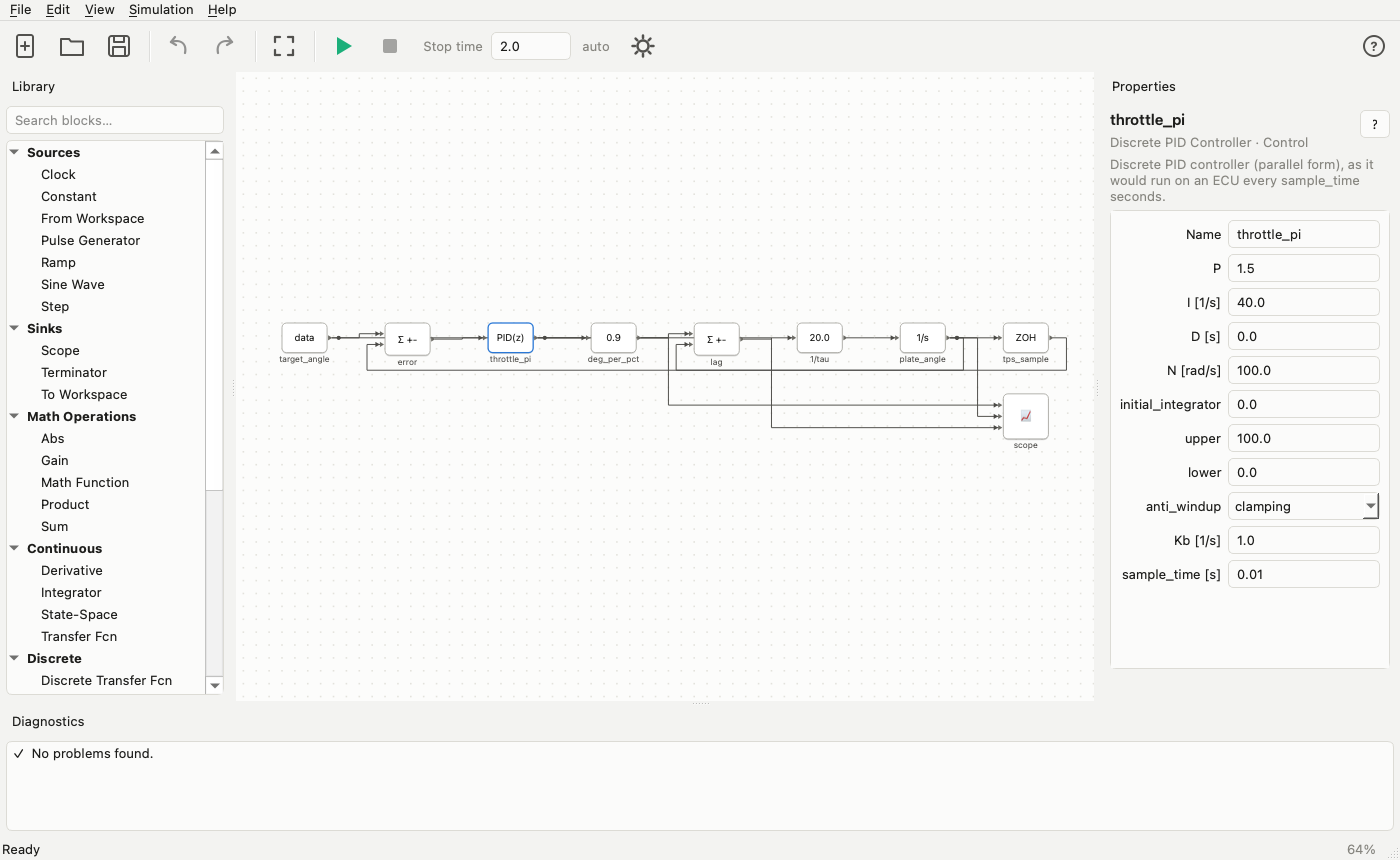 File Edit View Simulation Help
Stop time 2.0 auto
Library
Search blocks...
Sources
Clock
Constant
From Workspace
Pulse Generator
Ramp
Sine Wave
Step
Sinks
Scope
Terminator
To Workspace
Math Operations
Abs
Gain
Math Function
Product
Sum
Continuous
Derivative
Integrator
State-Space
Transfer Fcn
Discrete
Discrete Transfer Fcn
data Σ +- PID(z) 0.9 Σ +- 20.0 1/s ZOH
target_angle error throttle_pi deg_per_pct lag 1/tau plate_angle tps_sample
scope
Properties
throttle_pi ?
Discrete PID Controller · Control
Discrete PID controller (parallel form), as it
would run on an ECU every sample_time
seconds.
Name throttle_pi
P 1.5
I [1/s] 40.0
D [s] 0.0
N [rad/s] 100.0
initial_integrator 0.0
upper 100.0
lower 0.0
anti_windup clamping
Kb [1/s] 1.0
sample_time [s] 0.01
Diagnostics
✓ No problems found.
Ready 64%